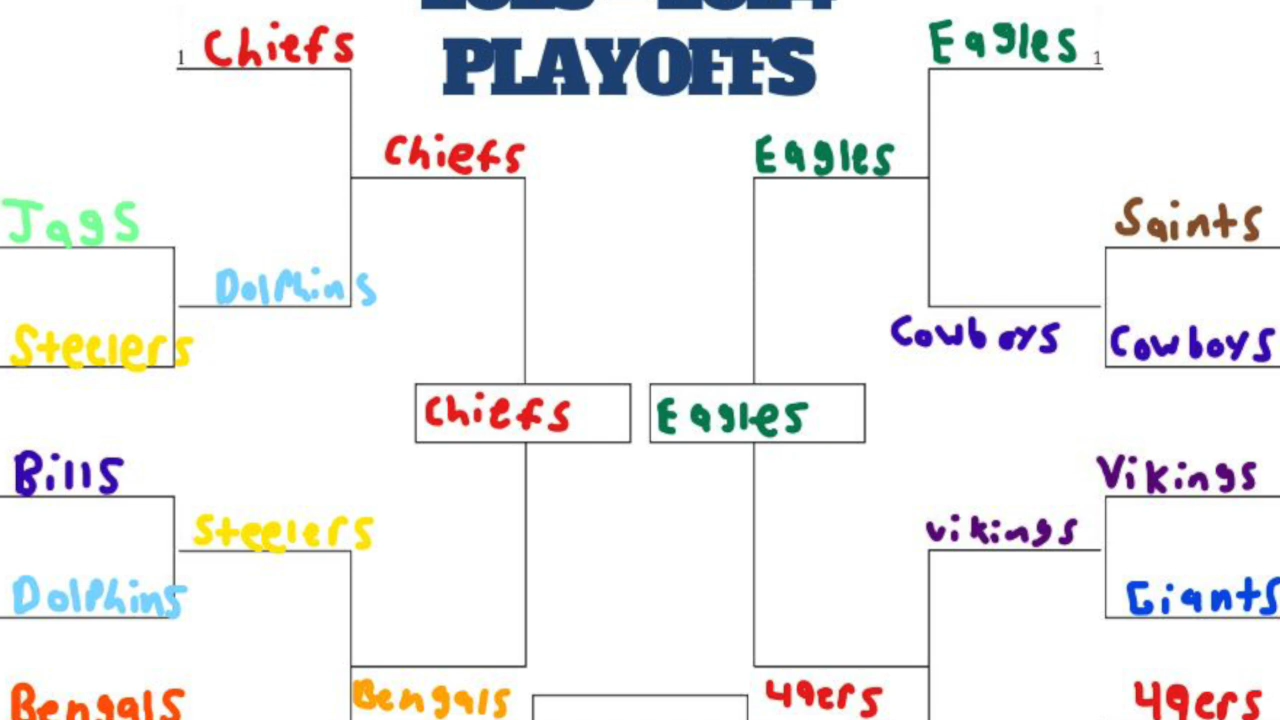 PLAYOFFS
1 Chiefs
Eagles 1
Chiefs
Eagles
Jags
Saints
Dolphins
Steelers
Cowboys
Cowboys
Chiefs
Eagles
Bills
Vikings
Steelers
vikings
Dolphins
Giants
Bengals
Bengals
49ers
49ers